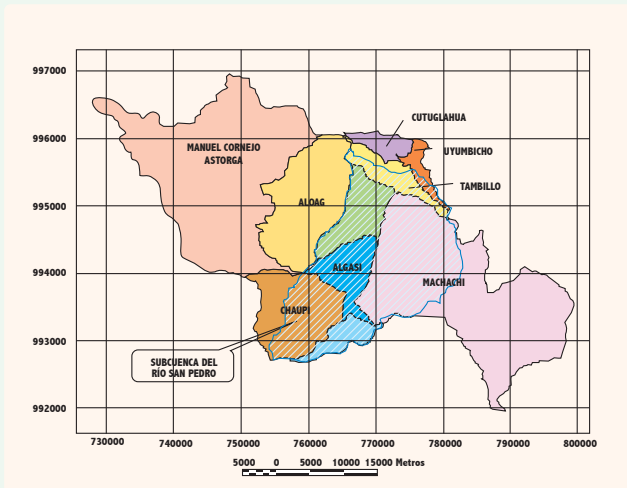 997000
996000
995000
994000
993000
992000
CUTUGLAHUA
MANUEL CORNEJO
ASTORGA
UYUMBICHO
TAMBILLO
ALOAG
ALGASI
MACHACHI
CHAUPI
SUBCUENCA DEL
RÍO SAN PEDRO
730000 740000 750000 760000 770000 780000 790000 800000
5000 0 5000 10000 15000 Metros